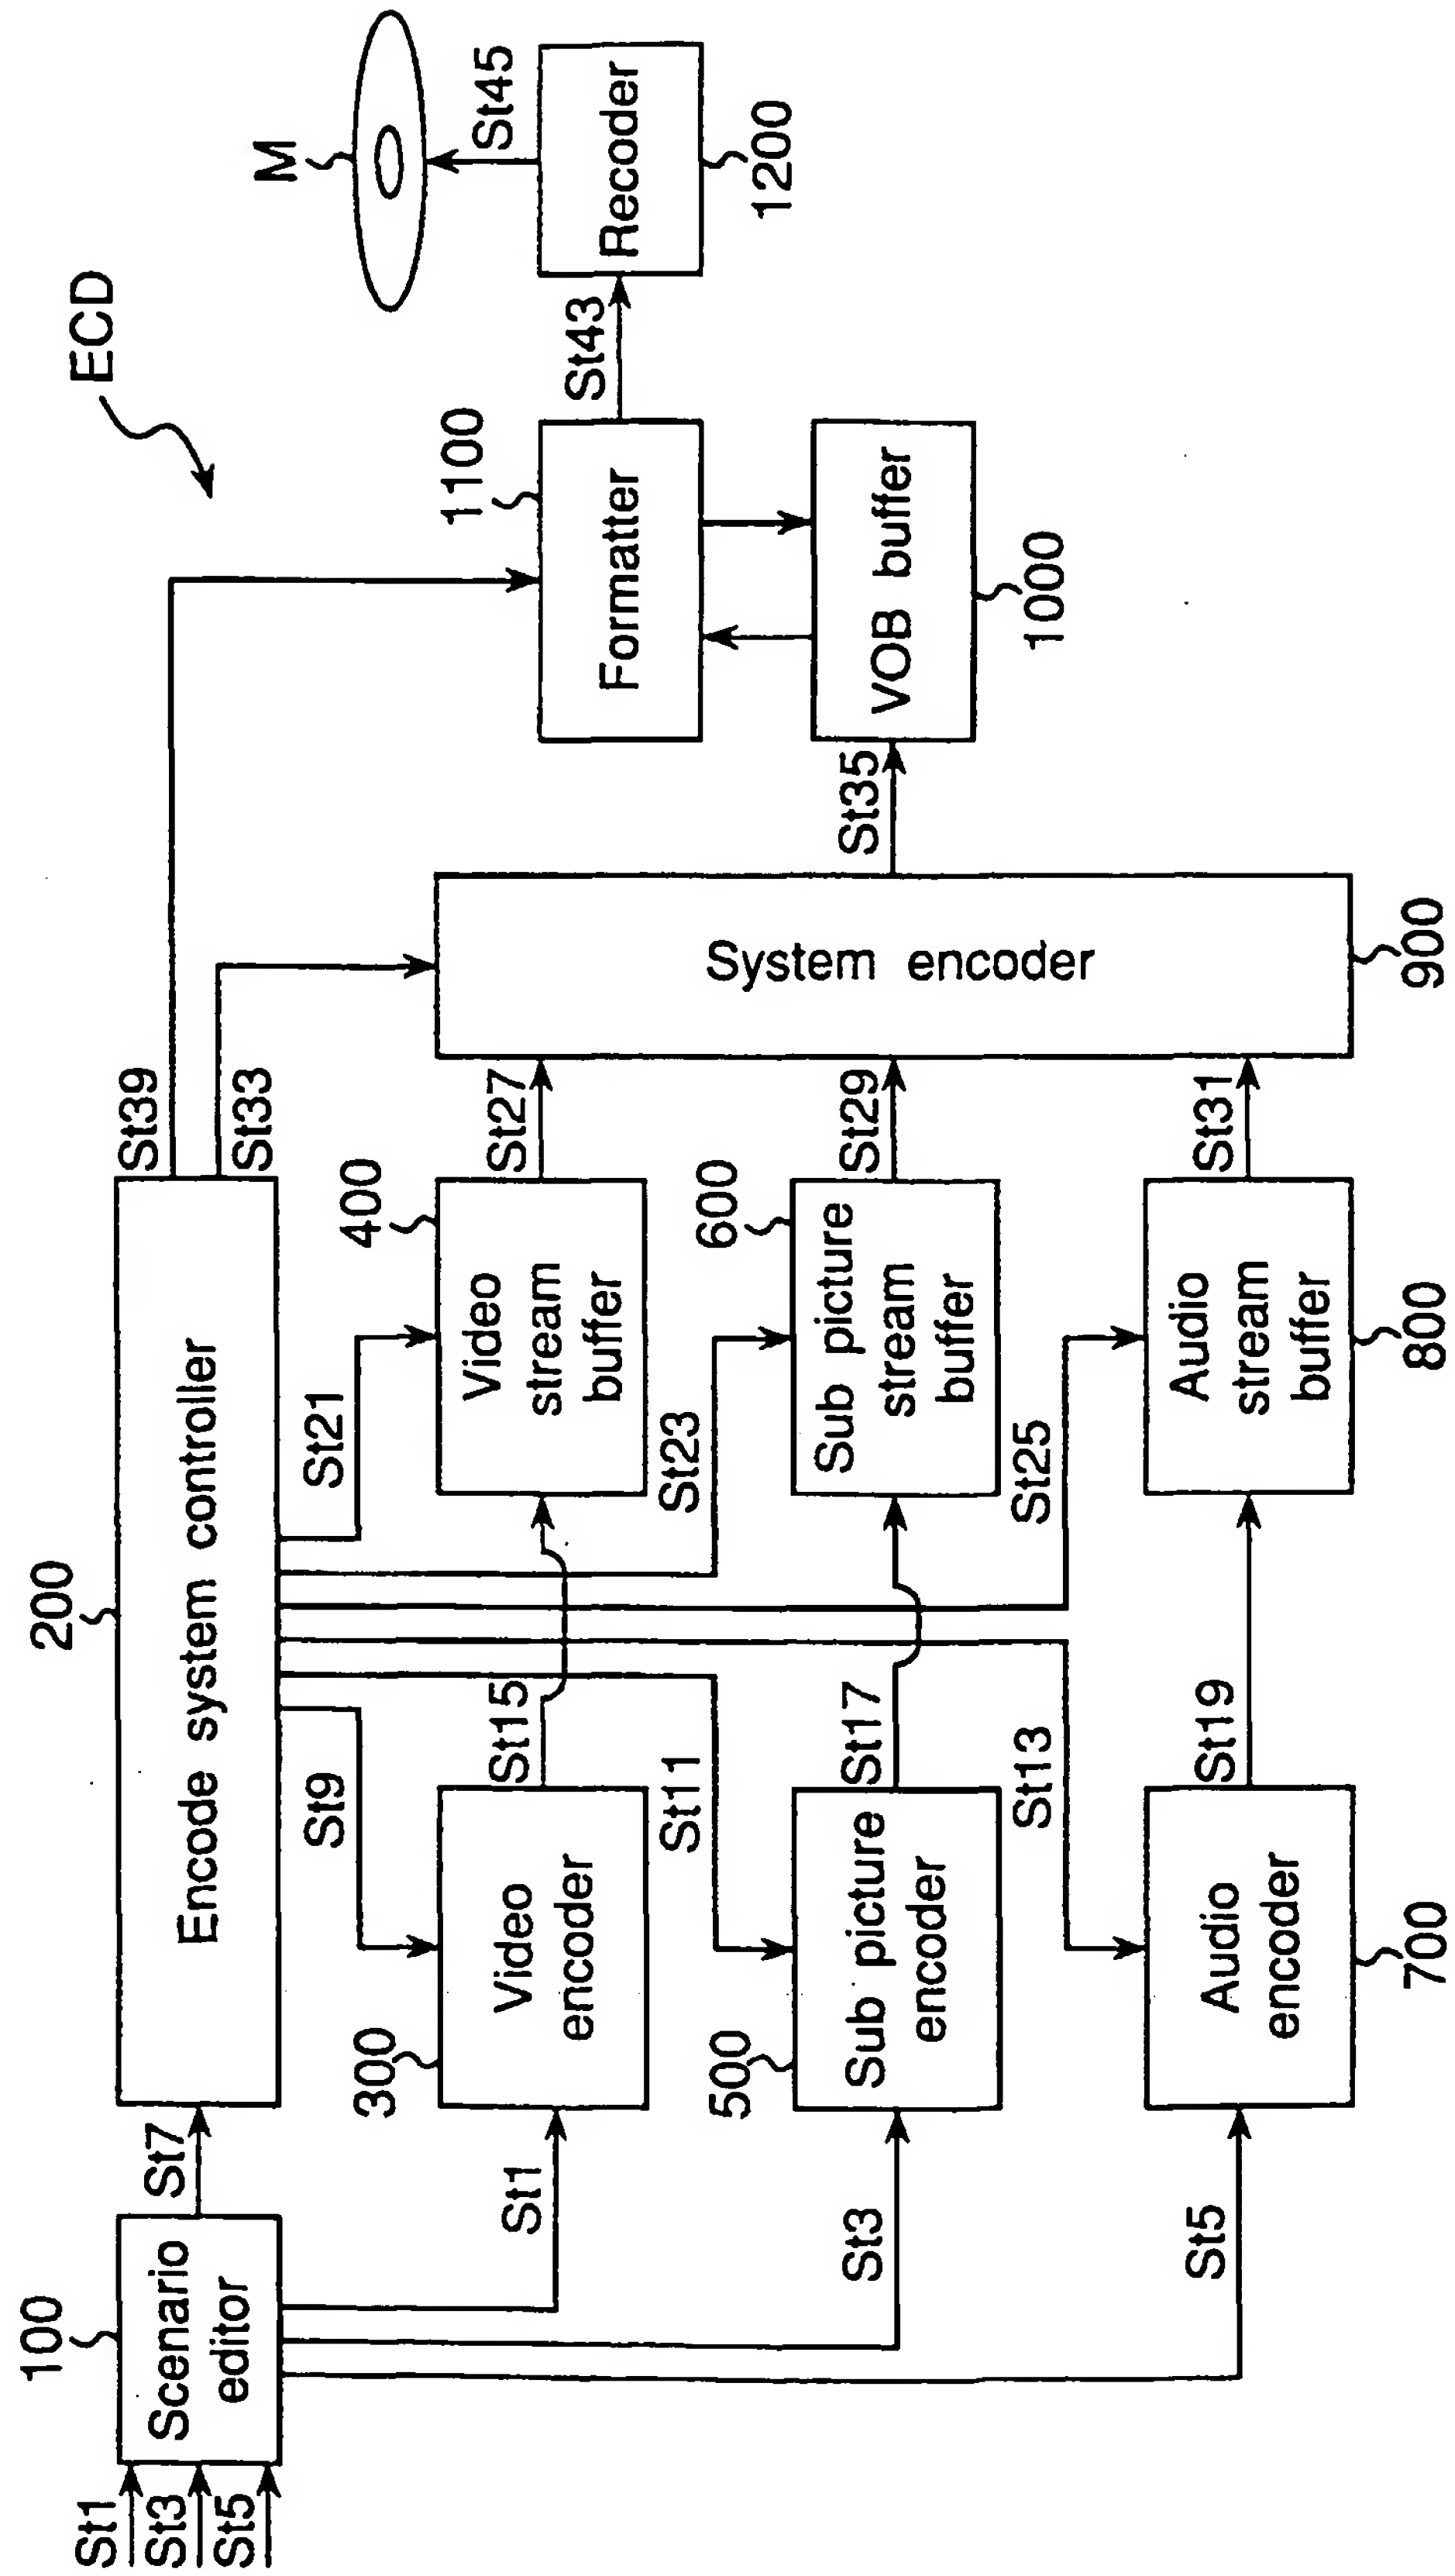 ECD
100
Scenario
editor
St1
St3
St5
St7
200
Encode system controller
St39
St33
St9
St21
St11
St23
St13
St25
St1
300
Video
encoder
St15
400
Video
stream
buffer
St27
St3
500
Sub picture
encoder
St17
600
Sub picture
stream
buffer
St29
St5
Audio
encoder
700
St19
Audio
stream
buffer
800
St31
System encoder
900
St35
VOB buffer
1000
1100
Formatter
St43
Recoder
1200
St45
M